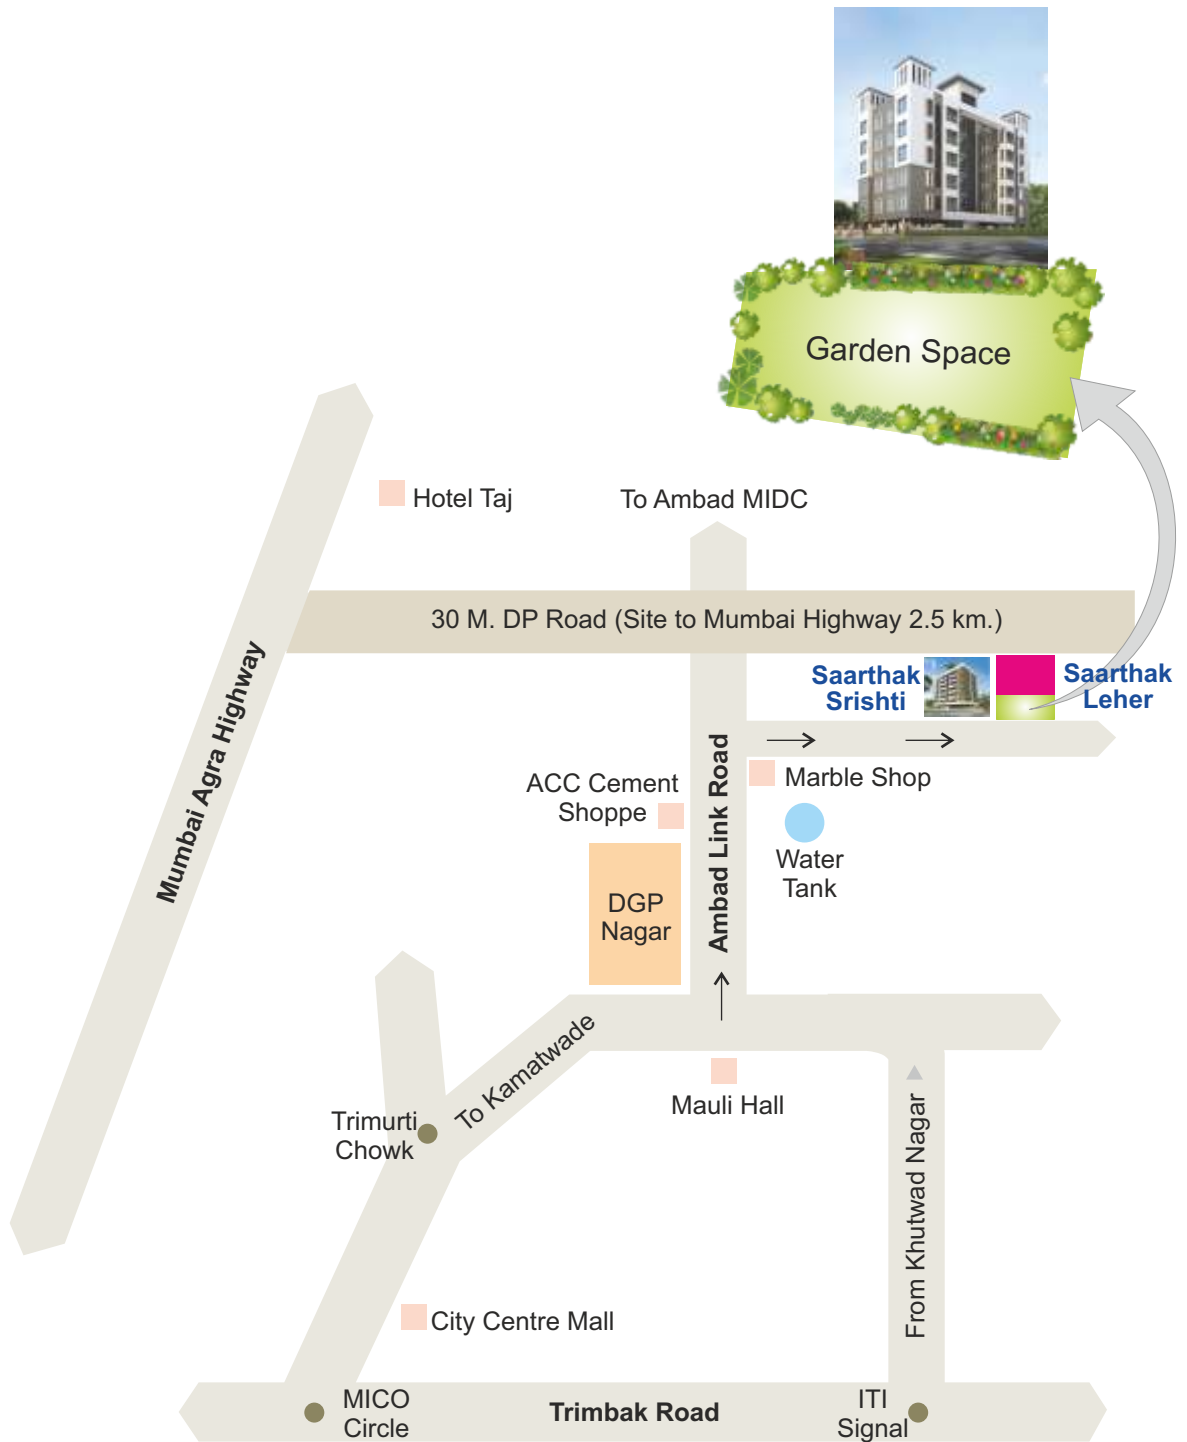 Garden Space
Hotel Taj
To Ambad MIDC
30 M. DP Road (Site to Mumbai Highway 2.5 km.)
Saarthak
Srishti
Saarthak
Leher
Mumbai Agra Highway
Ambad Link Road
Marble Shop
ACC Cement
Shoppe
Water
Tank
DGP
Nagar
To Kamatwade
Mauli Hall
Trimurti
Chowk
From Khutwad Nagar
City Centre Mall
MICO
Circle
Trimbak Road
ITI
Signal